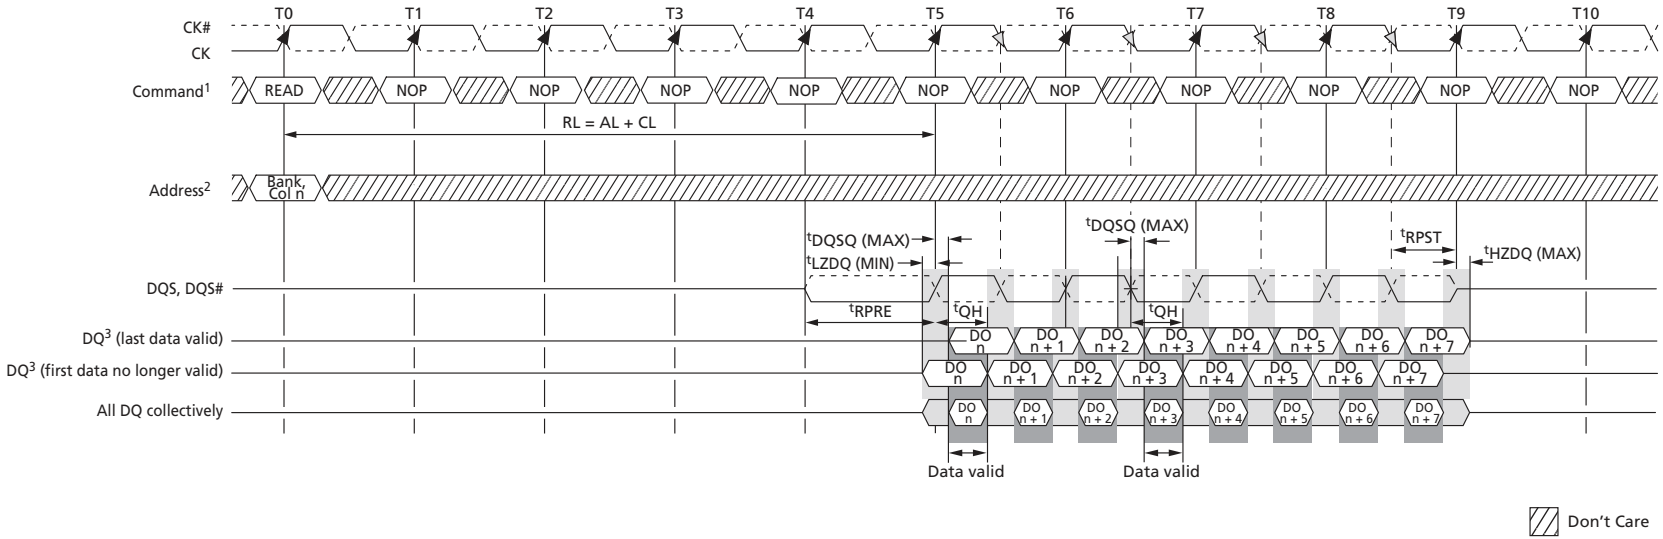 T0 T1 T2 T3 T4 T5 T6 T7 T8 T9 T10
CK#
CK
Command1 READ NOP NOP NOP NOP NOP NOP NOP NOP NOP NOP
RL = AL + CL
Address2 Bank, Col n
tDQSQ (MAX) tDQSQ (MAX) tRPST
tLZDQ (MIN) tHZDQ (MAX)
DQS, DQS#
tRPRE tQH tQH
DQ3 (last data valid) DO n DO n + 1 DO n + 2 DO n + 3 DO n + 4 DO n + 5 DO n + 6 DO n + 7
DQ3 (first data no longer valid) DO n DO n + 1 DO n + 2 DO n + 3 DO n + 4 DO n + 5 DO n + 6 DO n + 7
All DQ collectively DO n DO n + 1 DO n + 2 DO n + 3 DO n + 4 DO n + 5 DO n + 6 DO n + 7
Data valid Data valid
Don't Care